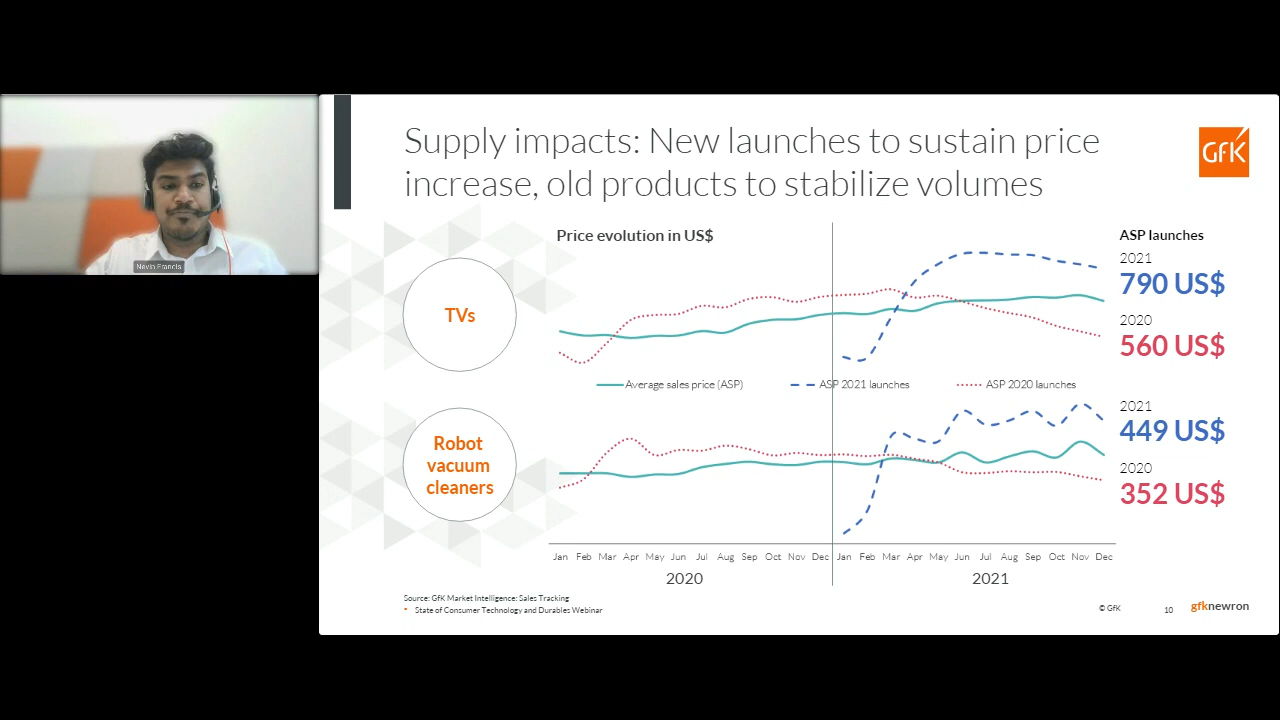 Nevin Francis
Supply impacts: New launches to sustain price
increase, old products to stabilize volumes
GfK
Price evolution in US$
ASP launches
TVs
2021
790 US$
2020
560 US$
Average sales price (ASP)
ASP 2021 launches
ASP 2020 launches
Robot
vacuum
cleaners
2021
449 US$
2020
352 US$
Jan Feb Mar Apr May Jun Jul Aug Sep Oct Nov Dec Jan Feb Mar Apr May Jun Jul Aug Sep Oct Nov Dec
2020 2021
Source: GfK Market Intelligence: Sales Tracking
State of Consumer Technology and Durables Webinar
© GfK
10
gfknewron